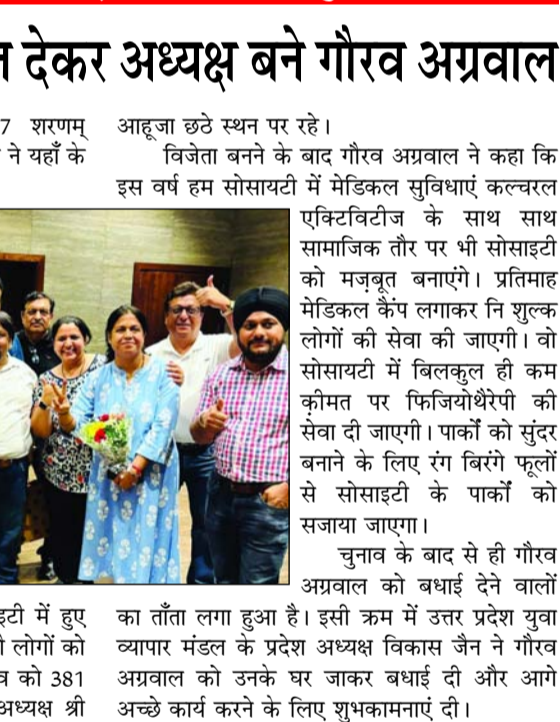 देकर अध्यक्ष बने गौरव अग्रवाल
7 शरणम्
ने यहाँ के
इटी में हुए
लोगों को
को 381
अध्यक्ष श्री
आहूजा छठे स्थान पर रहे।
विजेता बनने के बाद गौरव अग्रवाल ने कहा कि
इस वर्ष हम सोसायटी में मेडिकल सुविधाएं कल्चरल
एक्टिविटीज के साथ साथ
सामाजिक तौर पर भी सोसाइटी
को मज़बूत बनाएंगे। प्रतिमाह
मेडिकल कैंप लगाकर नि शुल्क
लोगों की सेवा की जाएगी। वो
सोसायटी में बिलकुल ही कम
क़ीमत पर फिजियोथैरेपी की
सेवा दी जाएगी। पार्कों को सुंदर
बनाने के लिए रंग बिरंगे फूलों
से सोसाइटी के पार्कों को
सजाया जाएगा।
चुनाव के बाद से ही गौरव
अग्रवाल को बधाई देने वालों
का ताँता लगा हुआ है। इसी क्रम में उत्तर प्रदेश युवा
व्यापार मंडल के प्रदेश अध्यक्ष विकास जैन ने गौरव
अग्रवाल को उनके घर जाकर बधाई दी और आगे
अच्छे कार्य करने के लिए शुभकामनाएं दी।